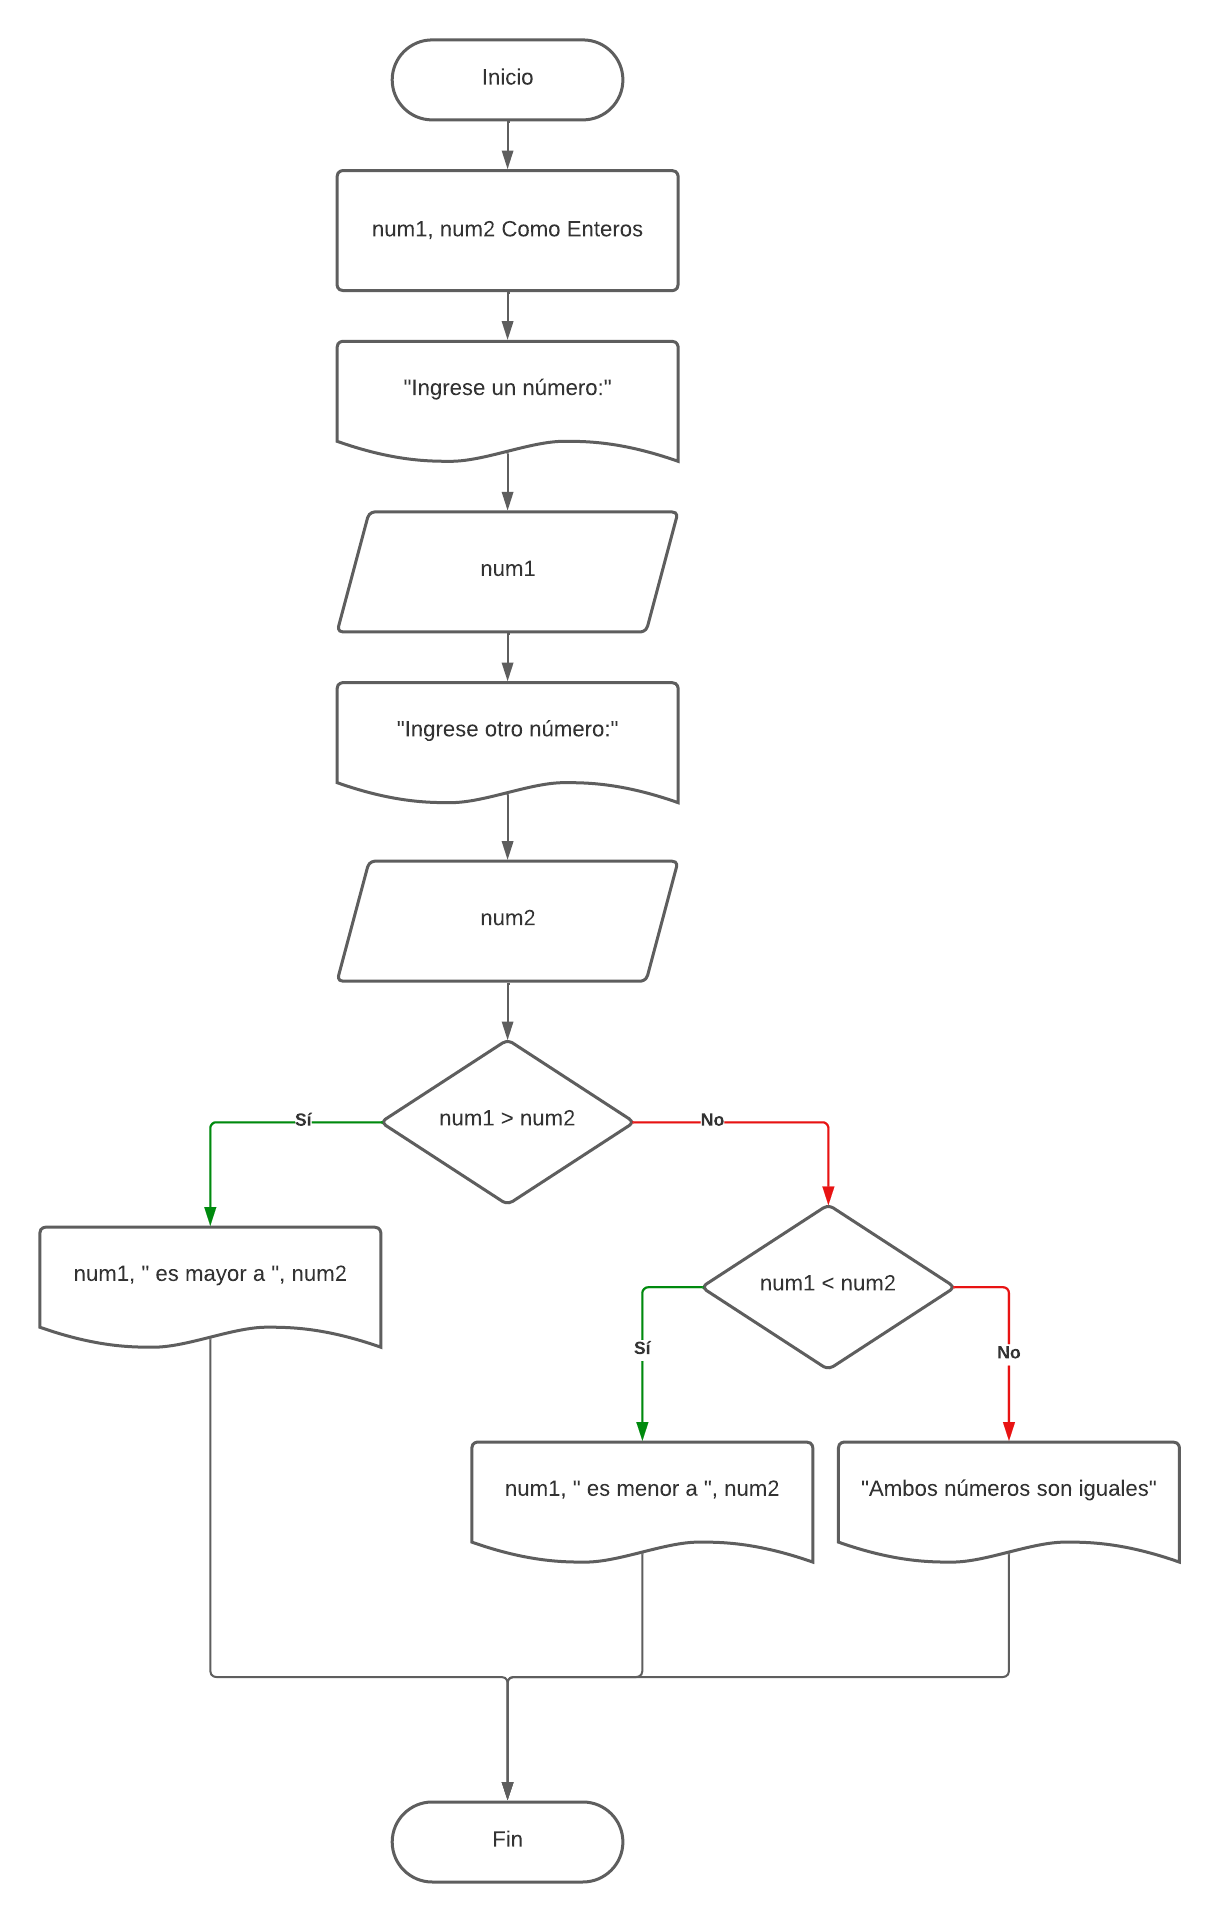 Inicio
num1, num2 Como Enteros
"Ingrese un número:"
num1
"Ingrese otro número:"
num2
num1 > num2
Sí
No
num1, " es mayor a ", num2
num1 < num2
Sí
No
num1, " es menor a ", num2
"Ambos números son iguales"
Fin